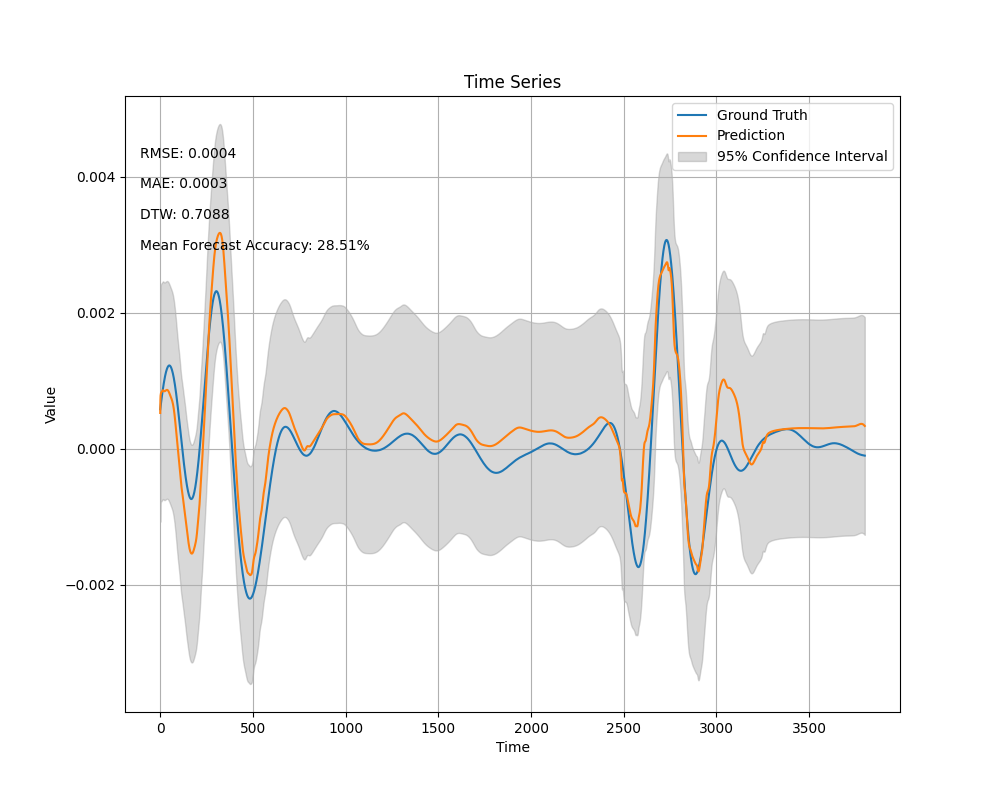 Time Series
Ground Truth
Prediction
95% Confidence Interval
RMSE: 0.0004
MAE: 0.0003
DTW: 0.7088
Mean Forecast Accuracy: 28.51%
0.004
0.002
0.000
−0.002
Value
0 500 1000 1500 2000 2500 3000 3500
Time